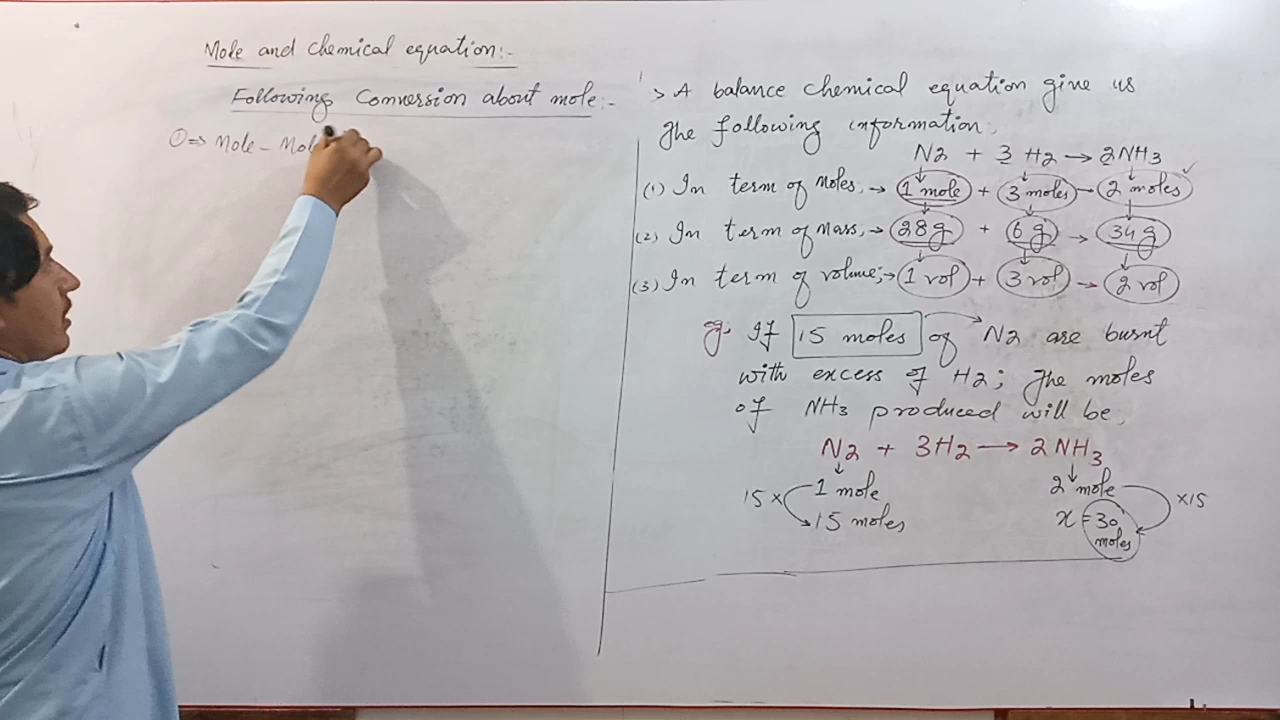 Mole and chemical equation:-
Following Conversion about mole:-
①⇒ Mole - Mol
> A balance chemical equation give us
the following information,
N2 + 3 H2 → 2NH3 ✓
(1) In term of Moles, → 1 mole + 3 moles → 2 moles
(2) In term of Mass, → 28g + 6g → 34g
(3) In term of volume; → 1 vol + 3 vol → 2 vol
g. If 15 moles of → N2 are burnt
with excess of H2; the moles
of NH3 produced will be,
N2 + 3H2 → 2NH3
15 × 1 mole 2 mole ×15
15 moles x = 30 moles